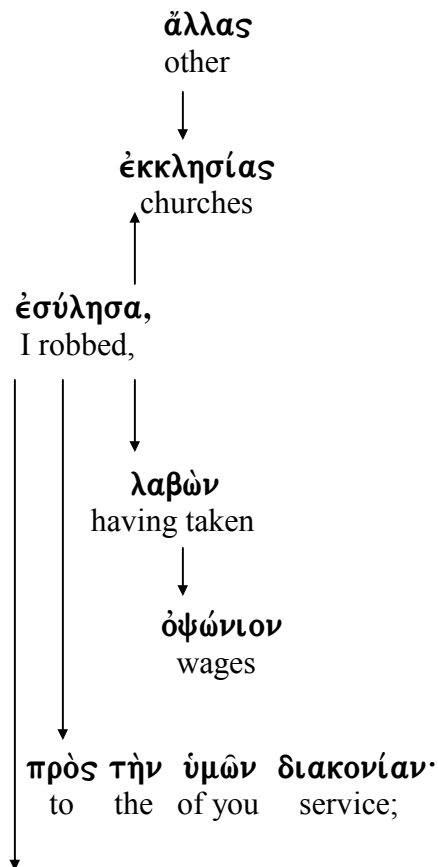 ἄλλας
other
ἐκκλησίας
churches
ἐσύλησα,
I robbed,
λαβὼν
having taken
ὀψώνιον
wages
πρὸς τὴν ὑμῶν διακονίαν·
to the of you service;